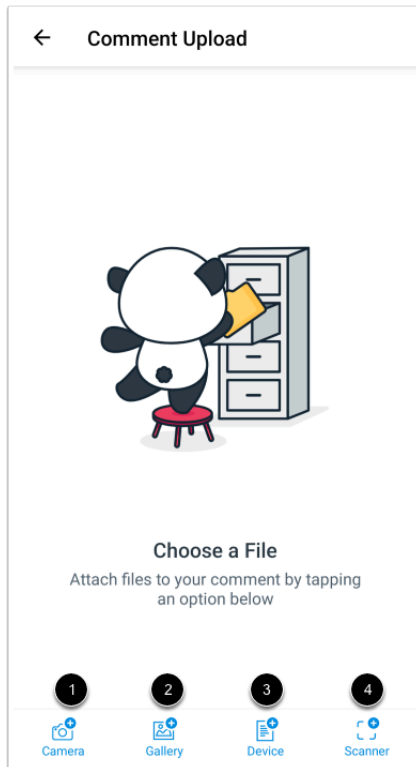 Comment Upload
Choose a File
Attach files to your comment by tapping
an option below
1 2 3 4
Camera Gallery Device Scanner